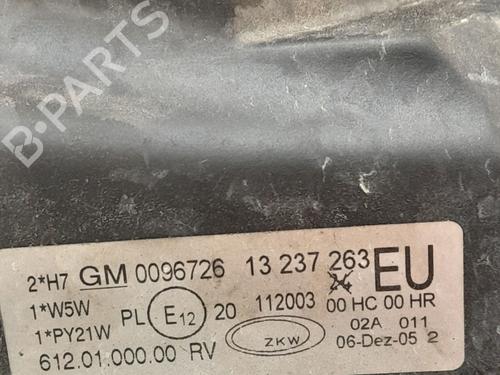 B-PARTS
2*H7 GM 0096726 13 237 263 EU
1*W5W PL E12 20 112003 00 HC 00 HR
1*PY21W ZKW 02A 011
612.01.000.00 RV 06-Dez-05 2